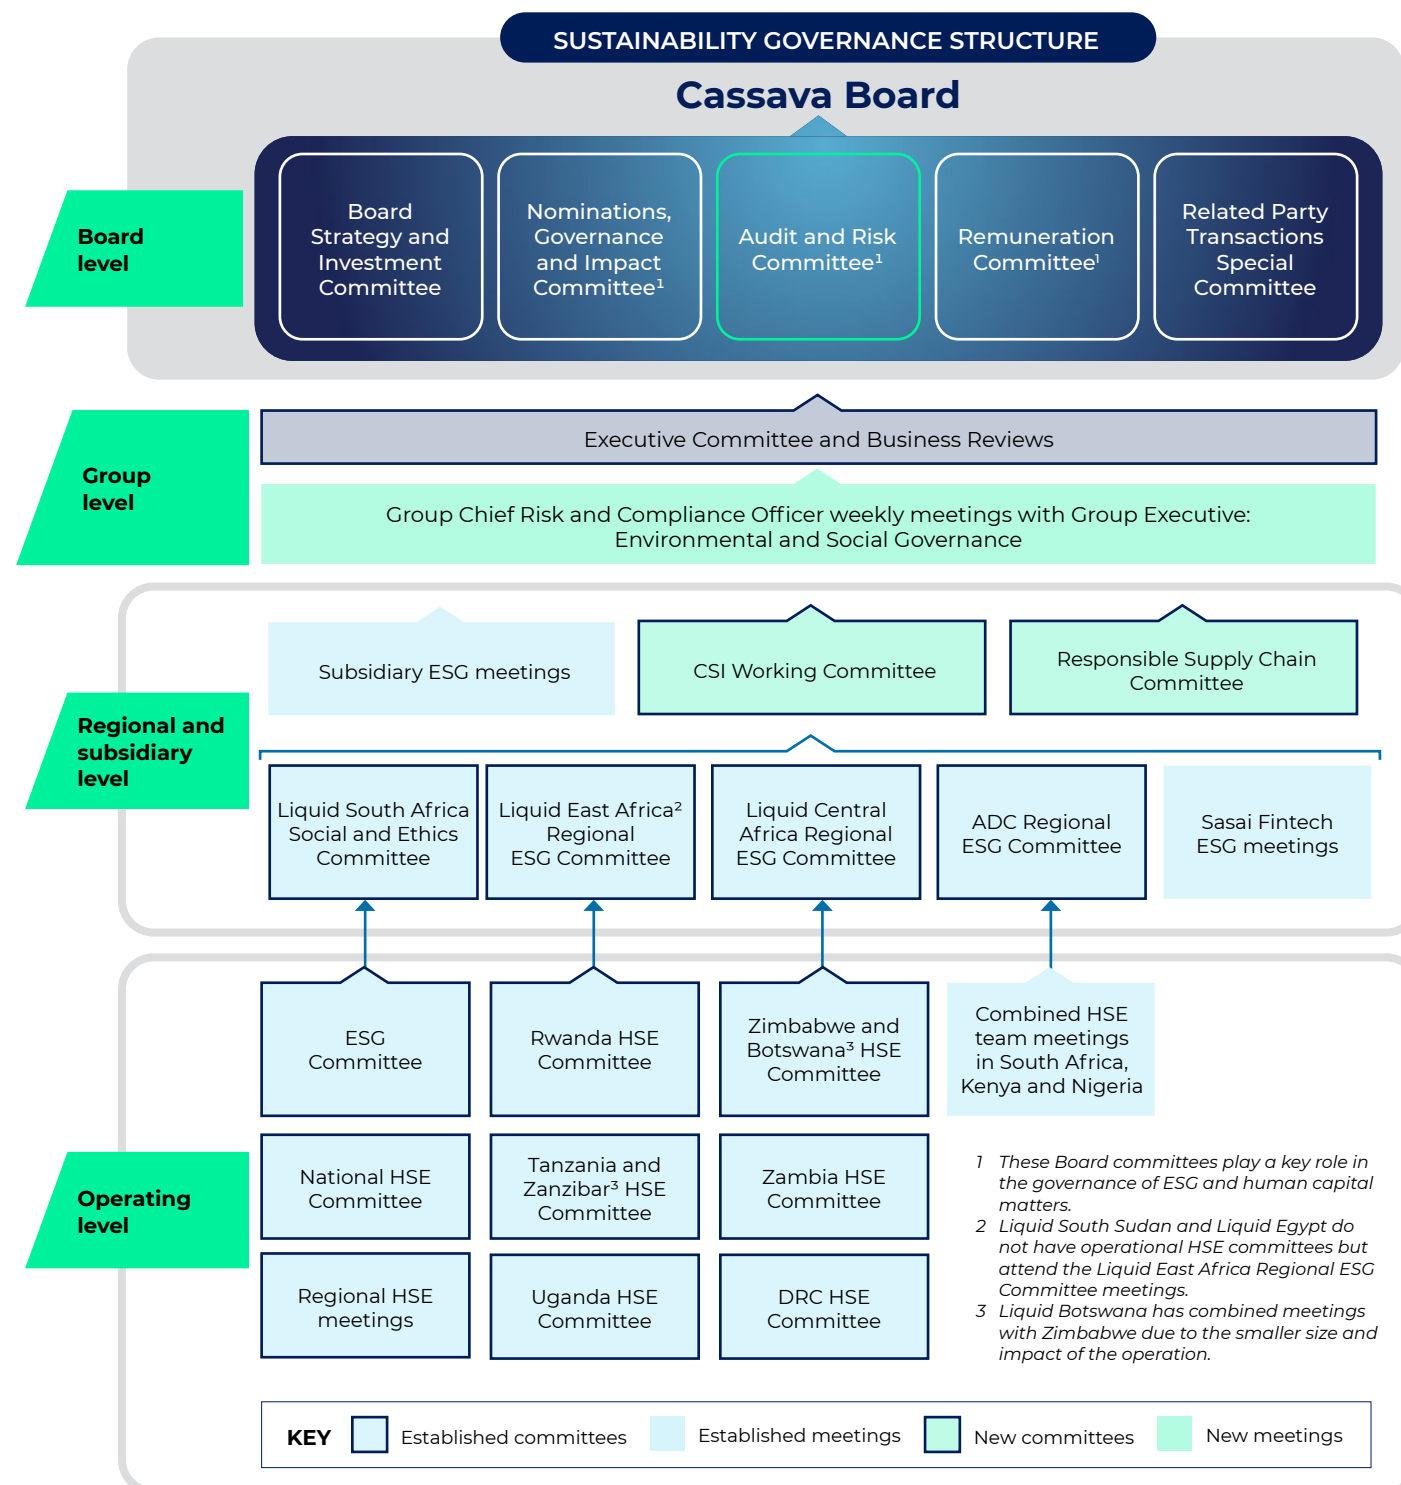 SUSTAINABILITY GOVERNANCE STRUCTURE
Cassava Board
Board
level
Board
Strategy and
Investment
Committee
Nominations,
Governance
and Impact
Committee¹
Audit and Risk
Committee¹
Remuneration
Committee¹
Related Party
Transactions
Special
Committee
Group
level
Executive Committee and Business Reviews
Group Chief Risk and Compliance Officer weekly meetings with Group Executive:
Environmental and Social Governance
Regional and
subsidiary
level
Subsidiary ESG meetings
CSI Working Committee
Responsible Supply Chain
Committee
Liquid South Africa
Social and Ethics
Committee
Liquid East Africa²
Regional
ESG Committee
Liquid Central
Africa Regional
ESG Committee
ADC Regional
ESG Committee
Sasai Fintech
ESG meetings
Operating
level
ESG
Committee
Rwanda HSE
Committee
Zimbabwe and
Botswana³ HSE
Committee
Combined HSE
team meetings
in South Africa,
Kenya and Nigeria
National HSE
Committee
Tanzania and
Zanzibar³ HSE
Committee
Zambia HSE
Committee
Regional HSE
meetings
Uganda HSE
Committee
DRC HSE
Committee
1 These Board committees play a key role in
the governance of ESG and human capital
matters.
2 Liquid South Sudan and Liquid Egypt do
not have operational HSE committees but
attend the Liquid East Africa Regional ESG
Committee meetings.
3 Liquid Botswana has combined meetings
with Zimbabwe due to the smaller size and
impact of the operation.
KEY
Established committees
Established meetings
New committees
New meetings